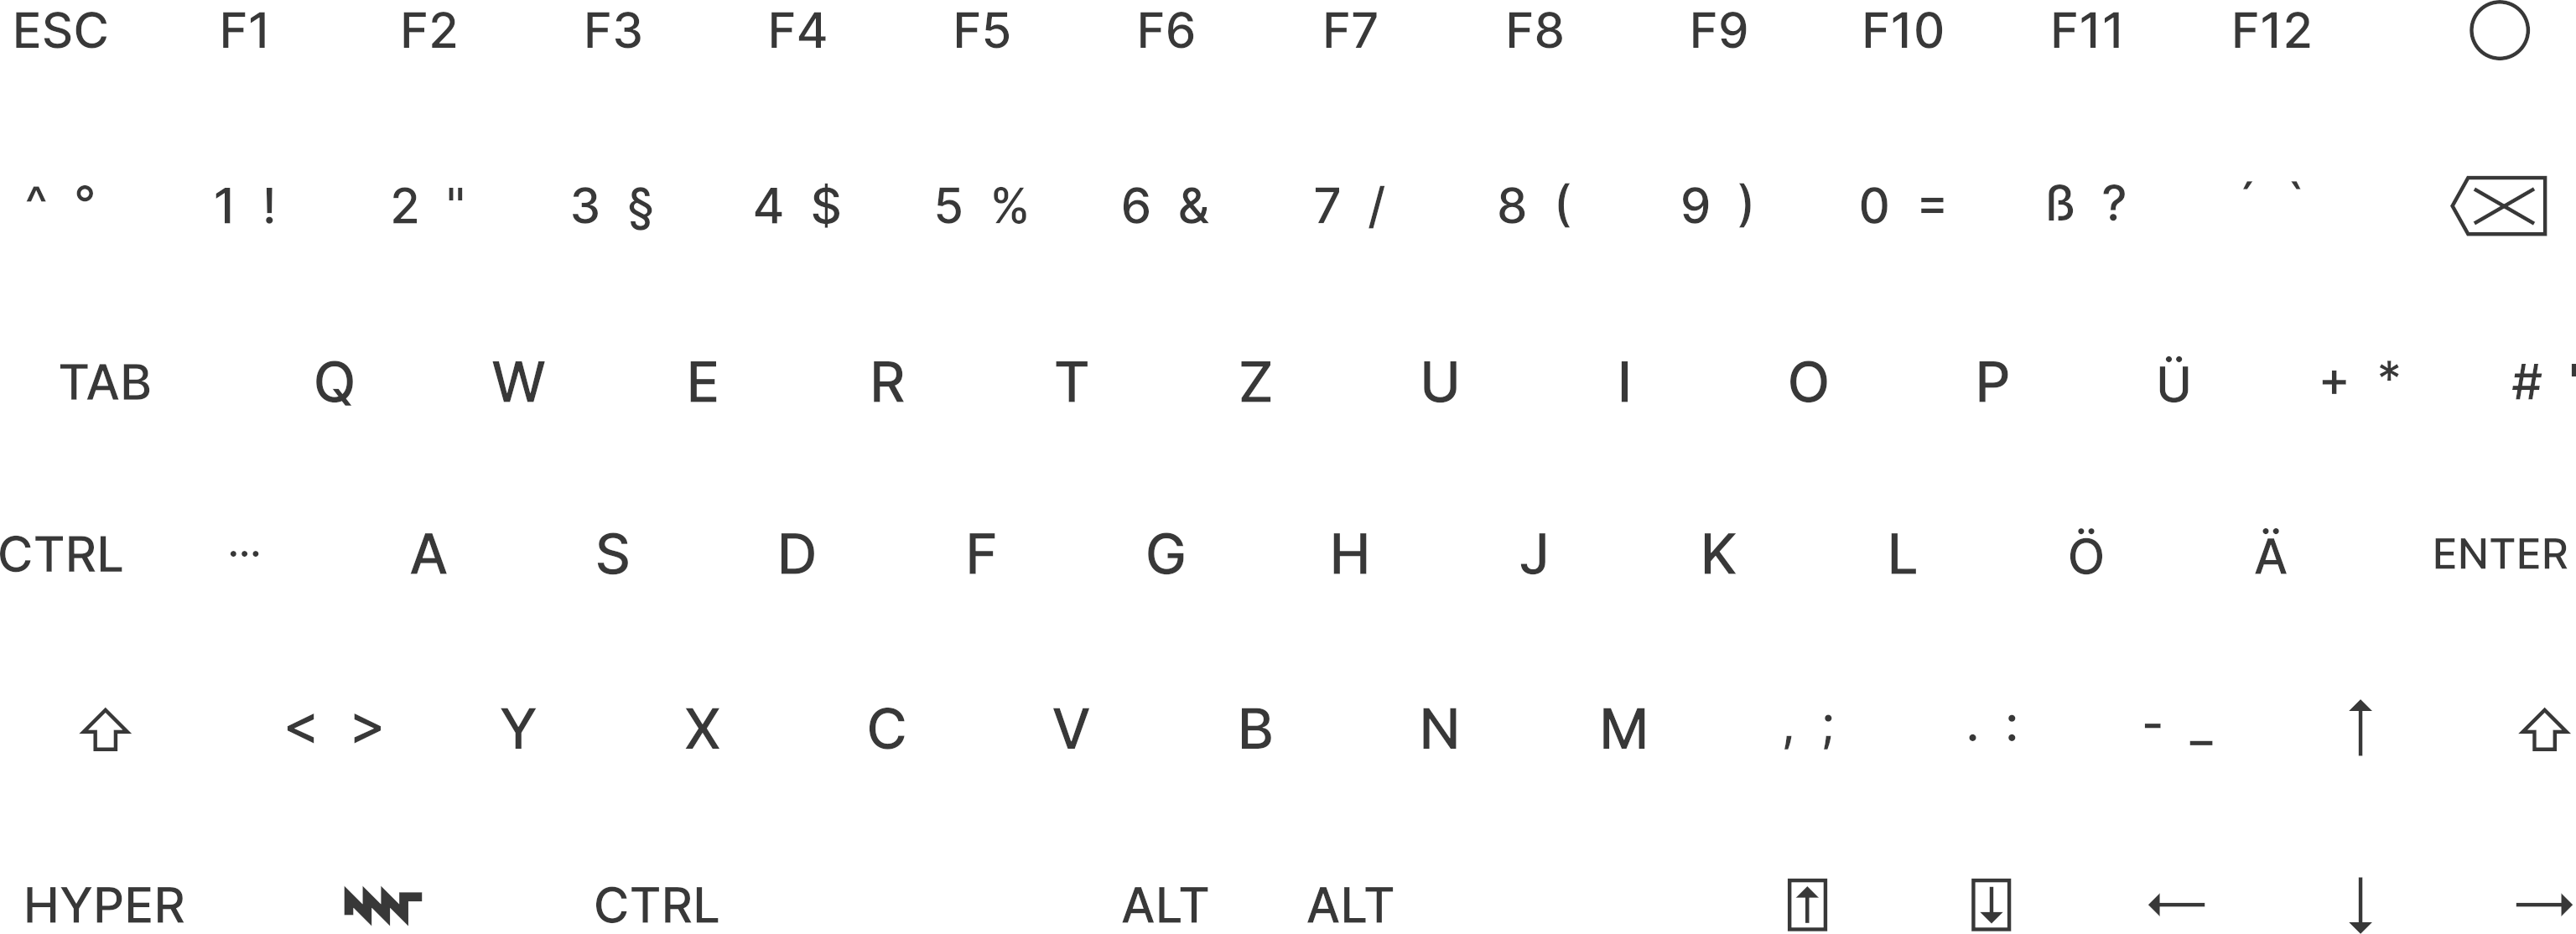 ESC F1 F2 F3 F4 F5 F6 F7 F8 F9 F10 F11 F12
^ ° 1 ! 2 " 3 § 4 $ 5 % 6 & 7 / 8 ( 9 ) 0 = ß ? ´ `
TAB Q W E R T Z U I O P Ü + * # '
CTRL ··· A S D F G H J K L Ö Ä ENTER
< > Y X C V B N M , ; . : - _ ↑
HYPER CTRL ALT ALT ← ↓ →